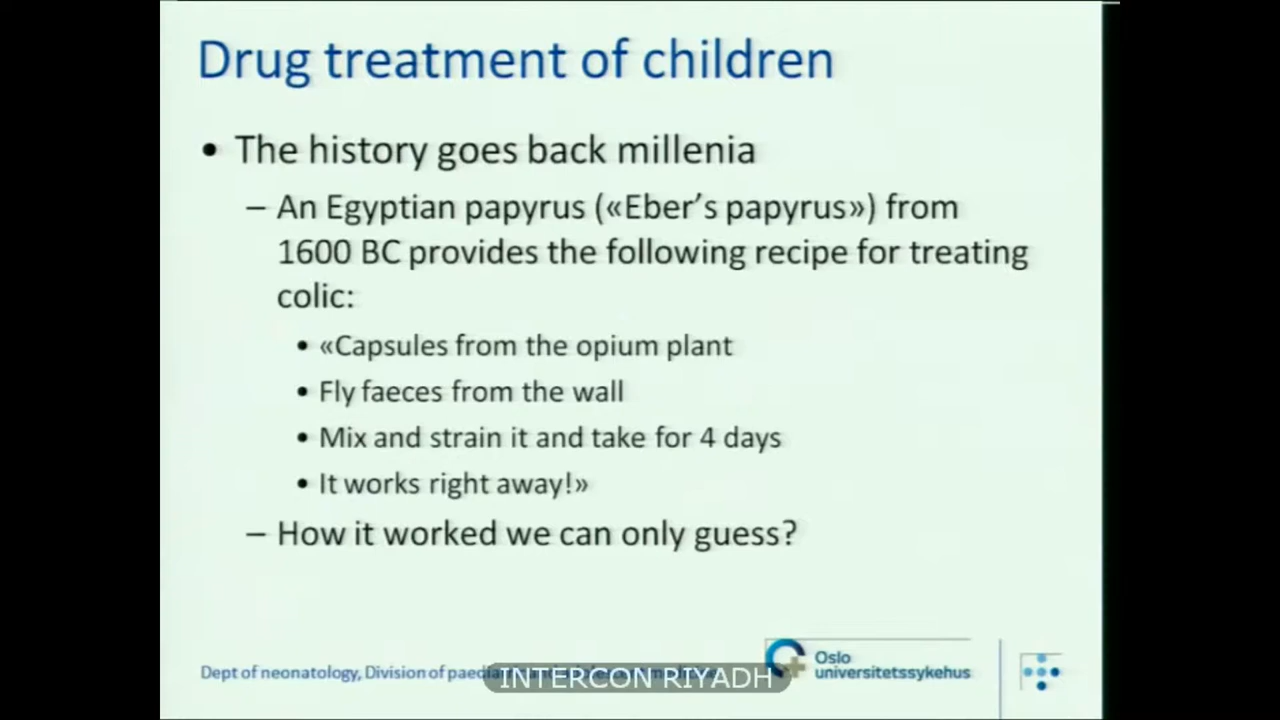 Drug treatment of children
• The history goes back millenia
– An Egyptian papyrus («Eber's papyrus») from
1600 BC provides the following recipe for treating
colic:
• «Capsules from the opium plant
• Fly faeces from the wall
• Mix and strain it and take for 4 days
• It works right away!»
– How it worked we can only guess?
Dept of neonatology, Division of
INTERCON RIYADH
Oslo
universitetssykehus